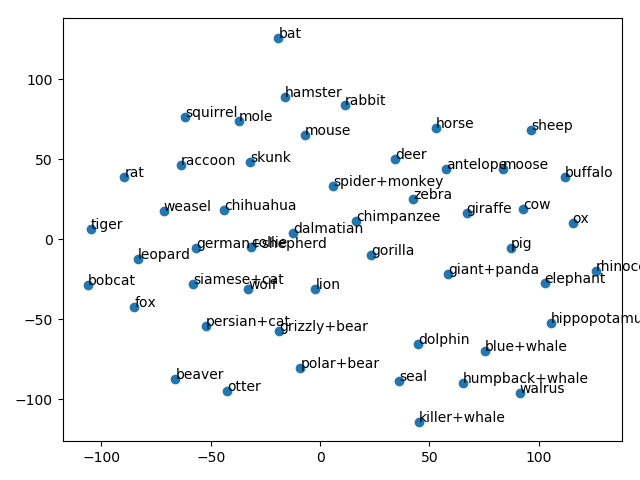 bat
hamster
rabbit
squirrel
mole
mouse
horse
sheep
deer
raccoon
skunk
antelope
moose
rat
buffalo
spider+monkey
zebra
weasel
chihuahua
chimpanzee
giraffe
cow
tiger
dalmatian
ox
german+shepherd
collie
pig
leopard
gorilla
rhinoc
bobcat
siamese+cat
wolf
lion
giant+panda
elephant
fox
persian+cat
grizzly+bear
hippopotamu
dolphin
blue+whale
polar+bear
beaver
otter
seal
humpback+whale
walrus
killer+whale
100
50
0
−50
−100
−100
−50
0
50
100